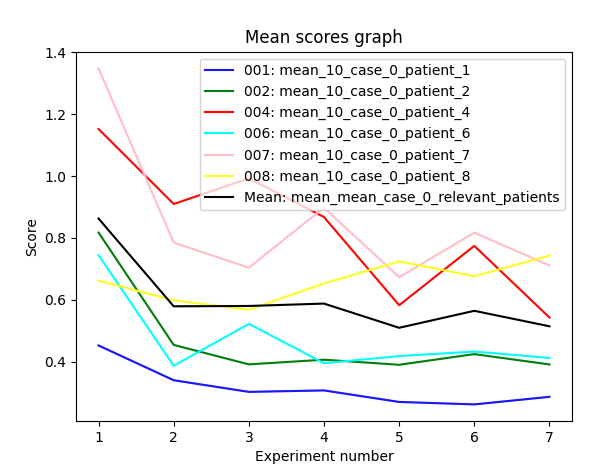 Mean scores graph
1.4
1.2
1.0
0.8
0.6
0.4
Score
001: mean_10_case_0_patient_1
002: mean_10_case_0_patient_2
004: mean_10_case_0_patient_4
006: mean_10_case_0_patient_6
007: mean_10_case_0_patient_7
008: mean_10_case_0_patient_8
Mean: mean_mean_case_0_relevant_patients
1 2 3 4 5 6 7
Experiment number